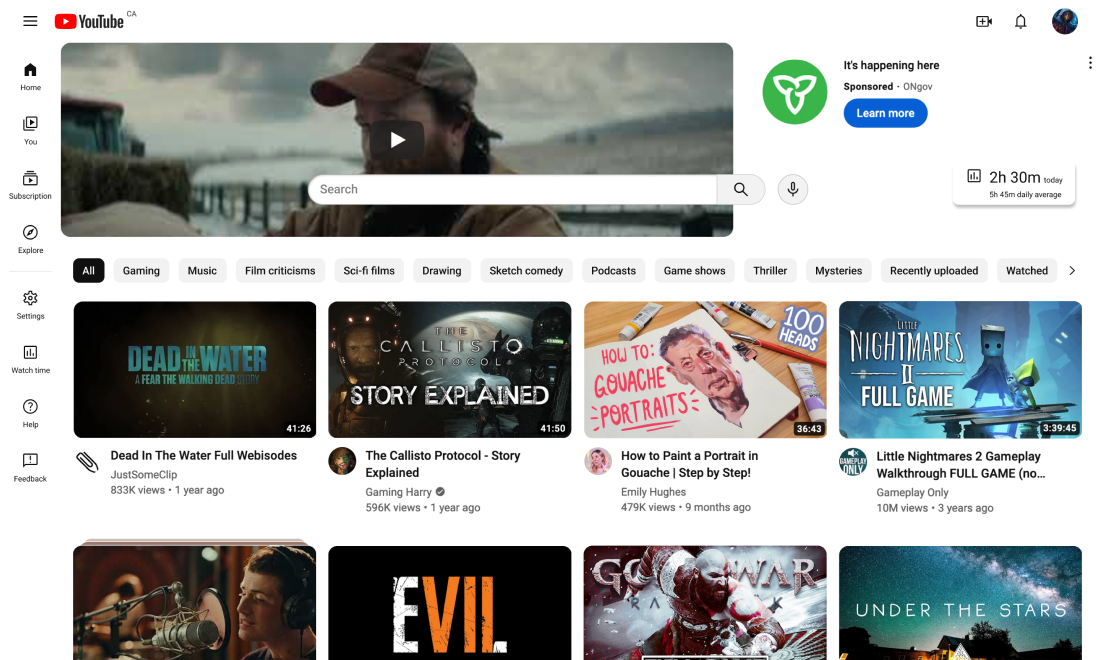 YouTube CA
Home
You
Subscription
Explore
Settings
Watch time
Help
Feedback
Search
It's happening here
Sponsored · ONgov
Learn more
2h 30m today
5h 45m daily average
All
Gaming
Music
Film criticisms
Sci-fi films
Drawing
Sketch comedy
Podcasts
Game shows
Thriller
Mysteries
Recently uploaded
Watched
DEAD IN THE WATER
A FEAR THE WALKING DEAD STORY
41:26
Dead In The Water Full Webisodes
JustSomeClip
833K views • 1 year ago
THE
CALLISTO
PROTOCOL
STORY EXPLAINED
41:50
The Callisto Protocol - Story
Explained
Gaming Harry
596K views • 1 year ago
100
HEADS
HOW TO:
GOUACHE
PORTRAITS
36:43
How to Paint a Portrait in
Gouache | Step by Step!
Emily Hughes
479K views • 9 months ago
LITTLE
NIGHTMARES
II
FULL GAME
3:39:45
GAMEPLAY
ONLY
Little Nightmares 2 Gameplay
Walkthrough FULL GAME (no...
Gameplay Only
10M views • 3 years ago
EVIL
UNDER THE STARS